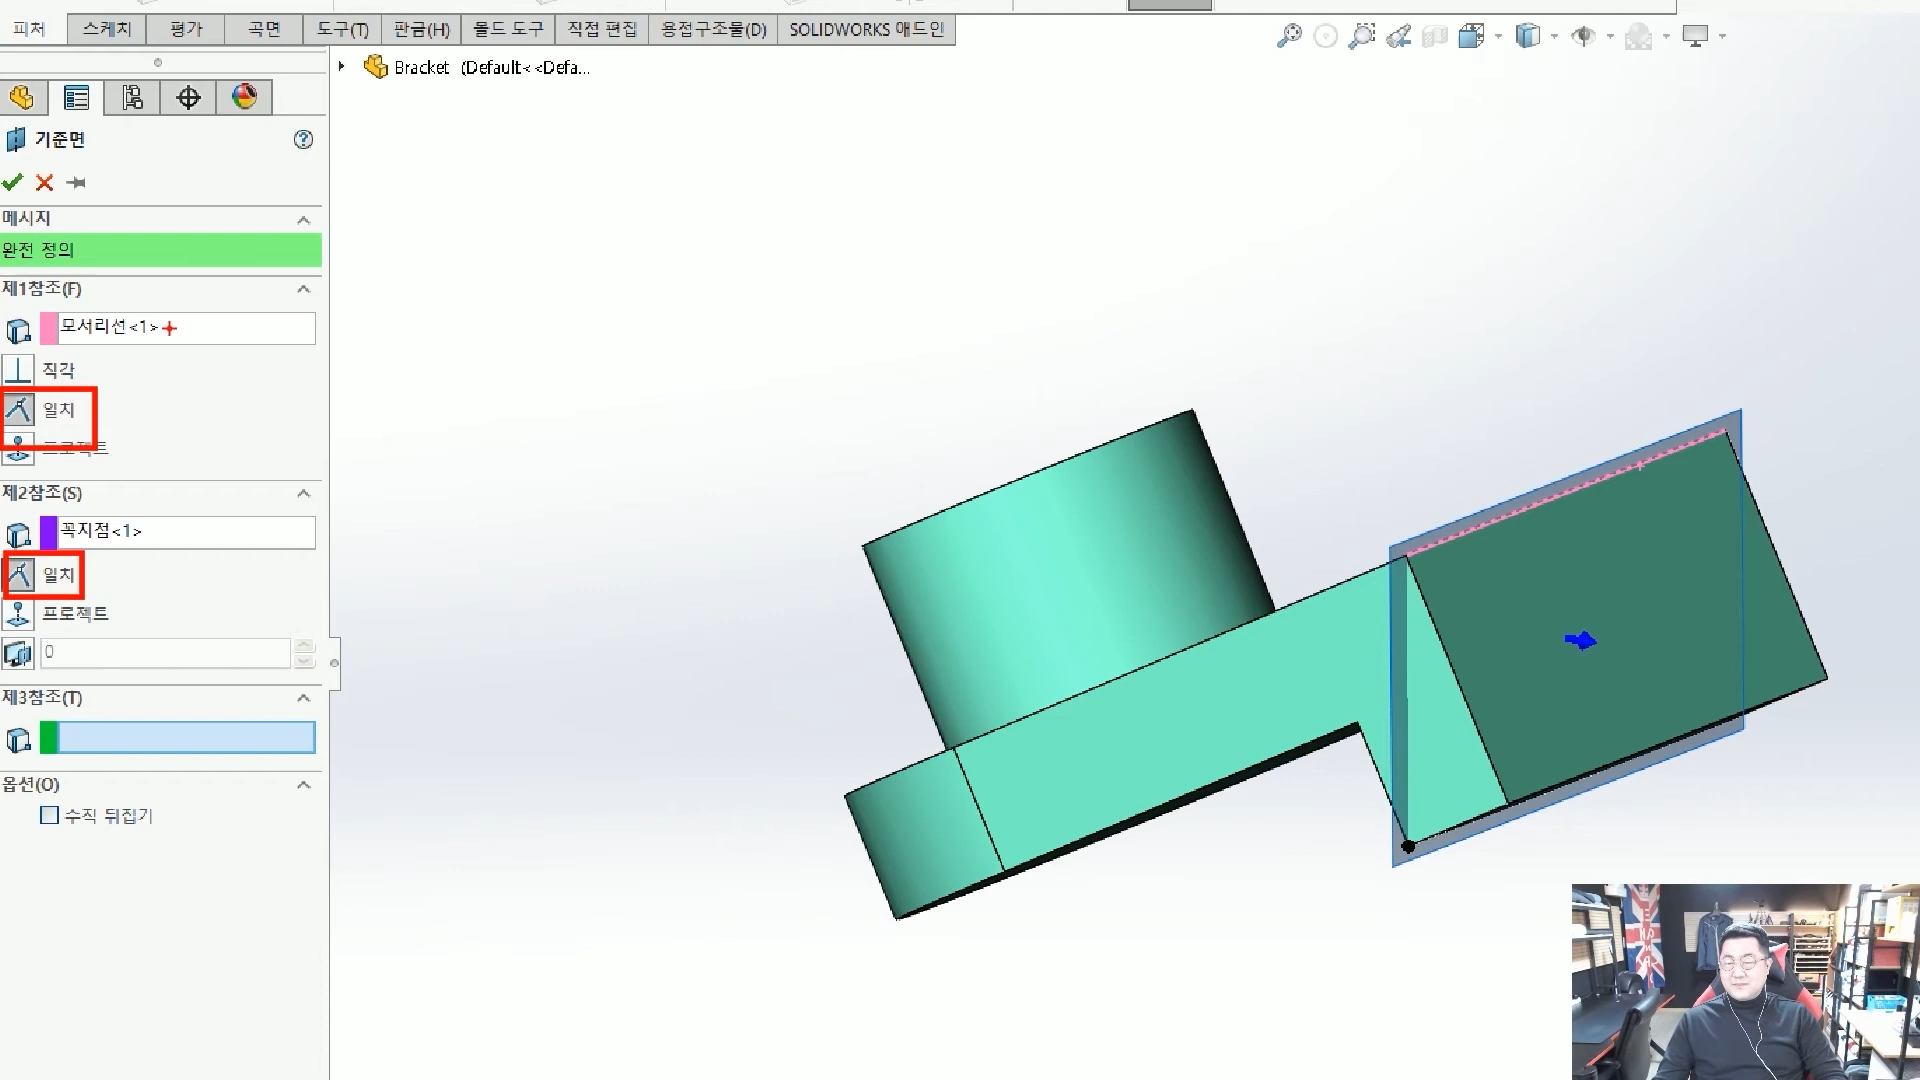 피처 스케치 평가 곡면 도구(T) 판금(H) 몰드 도구 직접 편집 용접구조물(D) SOLIDWORKS 애드인
Bracket (Default<<Defa...
기준면
메시지
완전 정의
제1참조(F)
모서리선<1>
직각
일치
프로젝트
제2참조(S)
꼭지점<1>
일치
프로젝트
0
제3참조(T)
옵션(O)
수직 뒤집기